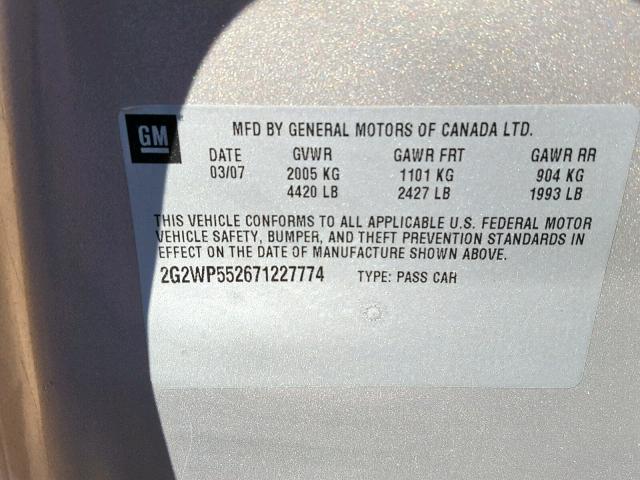 GM
MFD BY GENERAL MOTORS OF CANADA LTD.
DATE GVWR GAWR FRT GAWR RR
03/07 2005 KG 1101 KG 904 KG
4420 LB 2427 LB 1993 LB
THIS VEHICLE CONFORMS TO ALL APPLICABLE U.S. FEDERAL MOTOR
VEHICLE SAFETY, BUMPER, AND THEFT PREVENTION STANDARDS IN
EFFECT ON THE DATE OF MANUFACTURE SHOWN ABOVE.
2G2WP552671227774 TYPE: PASS CAH